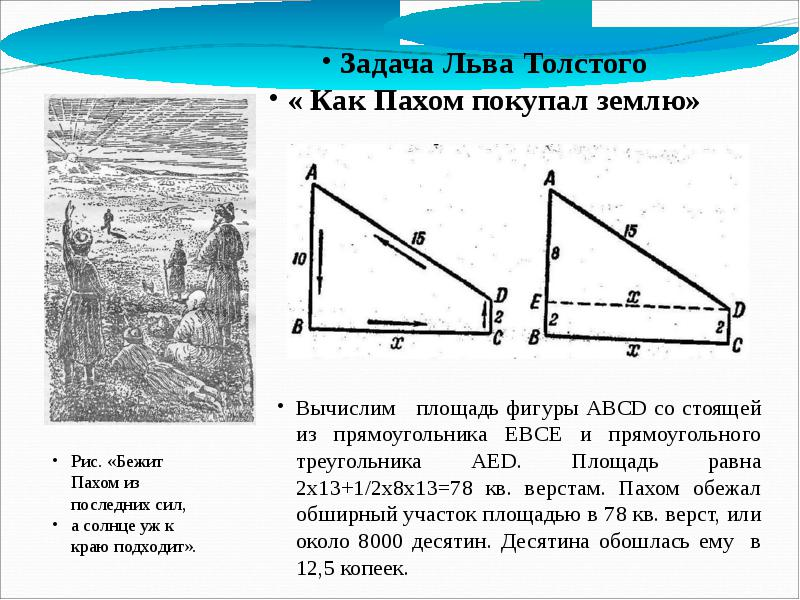 • Задача Льва Толстого
• « Как Пахом покупал землю»
A
10
15
D
2
B
x
C
A
15
8
E
x
D
2
2
B
x
C
• Вычислим площадь фигуры ABCD со стоящей
из прямоугольника EBCE и прямоугольного
треугольника AED. Площадь равна
2x13+1/2x8x13=78 кв. верстам. Пахом обежал
обширный участок площадью в 78 кв. верст, или
около 8000 десятин. Десятина обошлась ему в
12,5 копеек.
• Рис. «Бежит
Пахом из
последних сил,
• а солнце уж к
краю подходит».